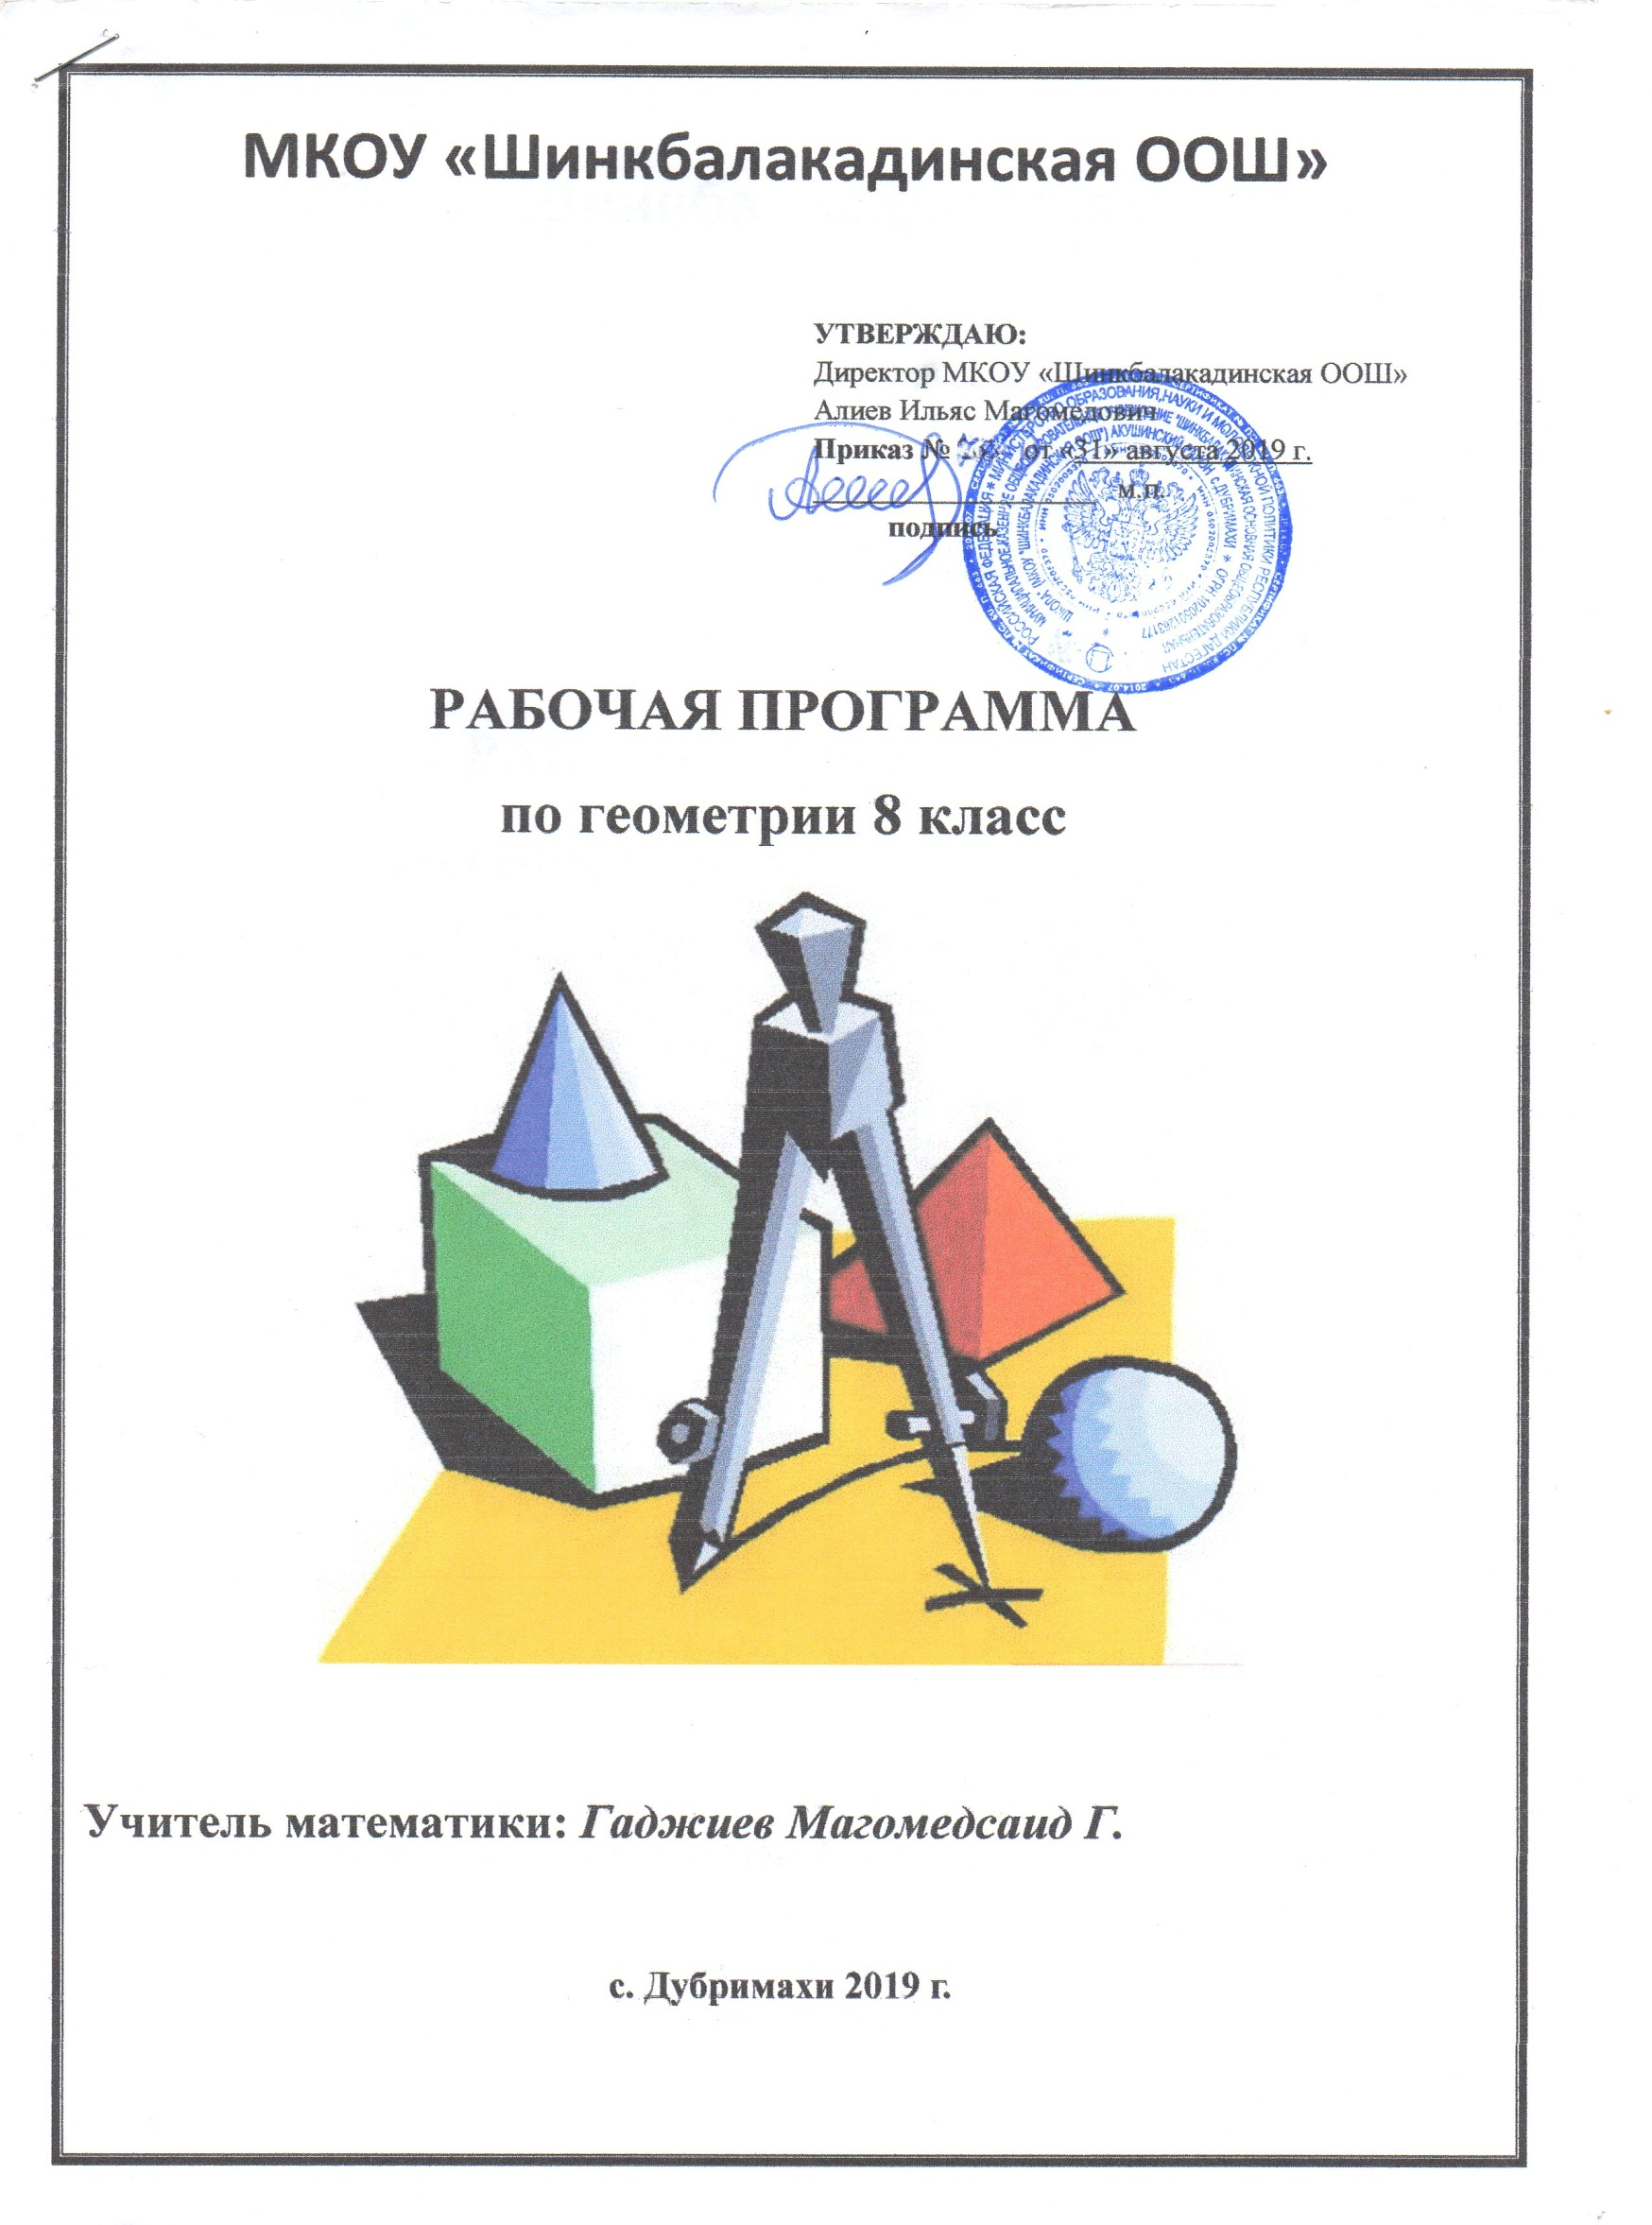 МКОУ «Шинкбалакадинская ООШ»
УТВЕРЖДАЮ:
Директор МКОУ «Шинкбалакадинская ООШ»
Алиев Ильяс Магомедович
Приказ № от «31» августа 2019 г.
м.п.
подпись
РАБОЧАЯ ПРОГРАММА
по геометрии 8 класс
Учитель математики: Гаджиев Магомедсаид Г.
с. Дубримахи 2019 г.